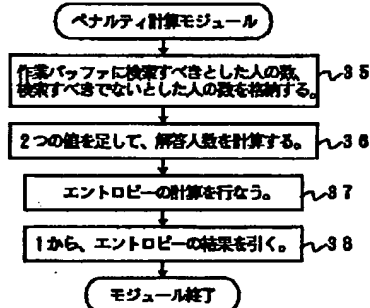 ペナルティ計算モジュール
作業バッファに検索すべきとした人の数、
検索すべきでないとした人の数を格納する。
35
2つの値を足して、解答人数を計算する。
36
エントロピーの計算を行なう。
37
1から、エントロピーの結果を引く。
38
モジュール終了